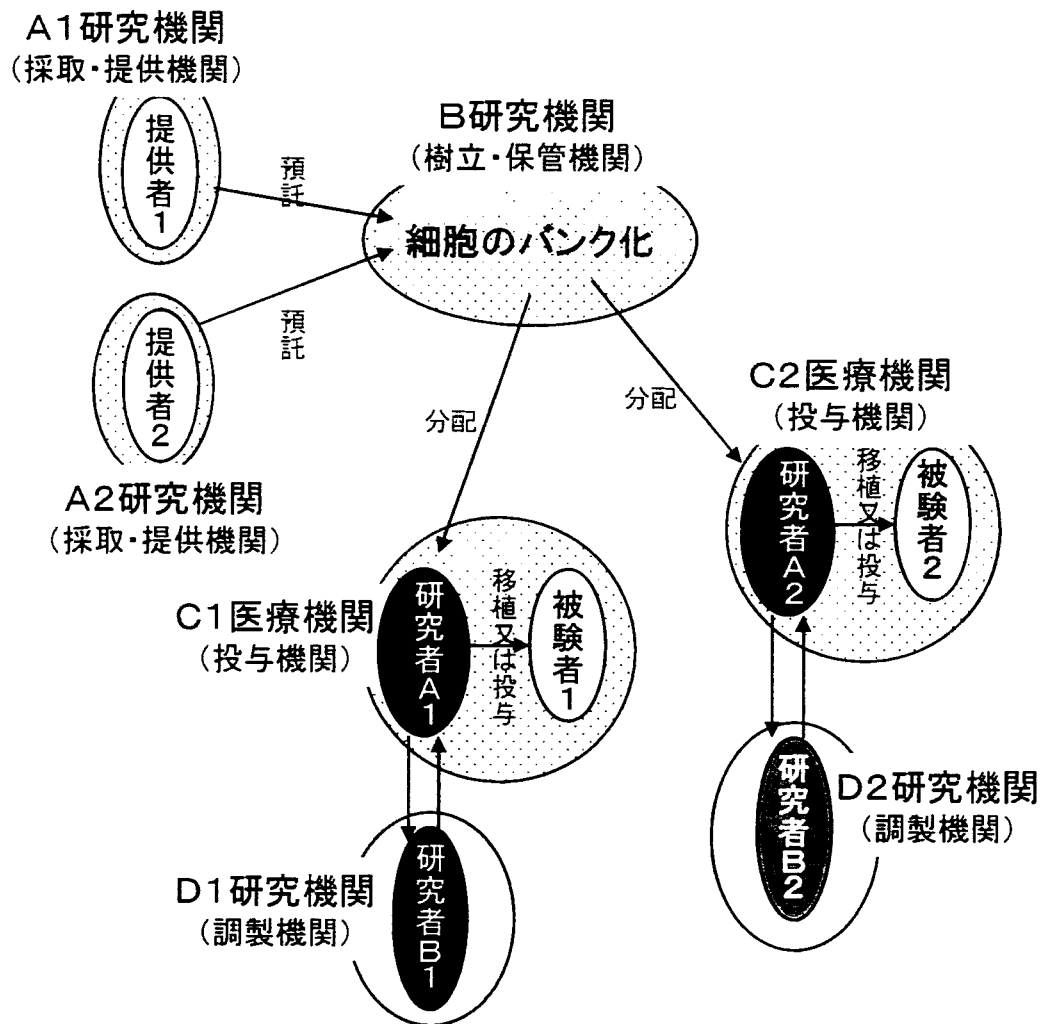 A1研究機関
(採取・提供機関)
提供者1
預託
B研究機関
(樹立・保管機関)
細胞のバンク化
提供者2
預託
A2研究機関
(採取・提供機関)
分配
分配
C2医療機関
(投与機関)
研究者A2
移植又は投与
被験者2
C1医療機関
(投与機関)
研究者A1
移植又は投与
被験者1
D2研究機関
(調製機関)
研究者B2
D1研究機関
(調製機関)
研究者B1